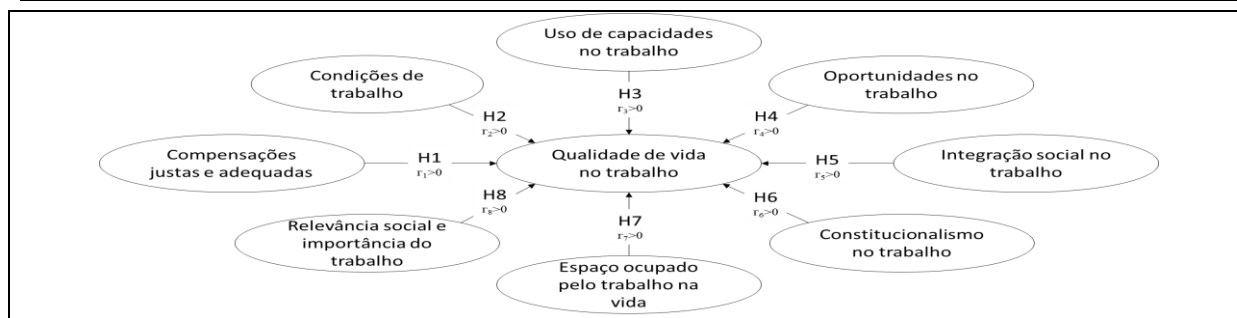 Uso de capacidades
no trabalho
Condições de
trabalho
Oportunidades no
trabalho
H2
r₂>0
H3
r₃>0
H4
r₄>0
Compensações
justas e adequadas
H1
r₁>0
Qualidade de vida
no trabalho
H5
r₅>0
Integração social no
trabalho
Relevância social e
importância do
trabalho
H8
r₈>0
H7
r₇>0
H6
r₆>0
Constitucionalismo
no trabalho
Espaço ocupado
pelo trabalho na
vida